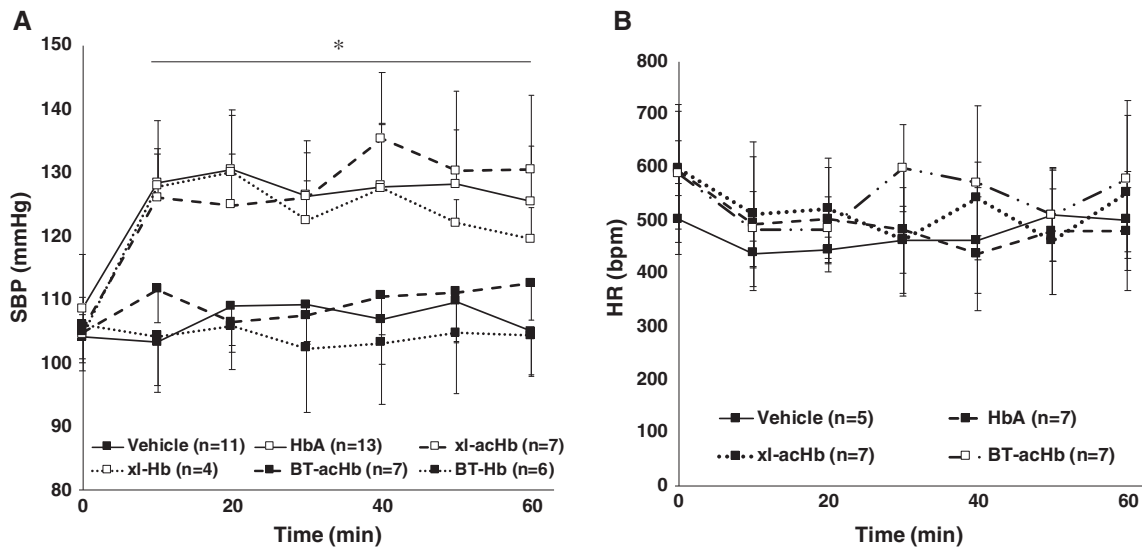 A
*
150
140
130
120
110
100
90
80
SBP (mmHg)
Vehicle (n=11) HbA (n=13) xl-acHb (n=7)
xl-Hb (n=4) BT-acHb (n=7) BT-Hb (n=6)
0 20 40 60
Time (min)
B
800
700
600
500
400
300
200
100
0
HR (bpm)
Vehicle (n=5) HbA (n=7)
xl-acHb (n=7) BT-acHb (n=7)
0 20 40 60
Time (min)